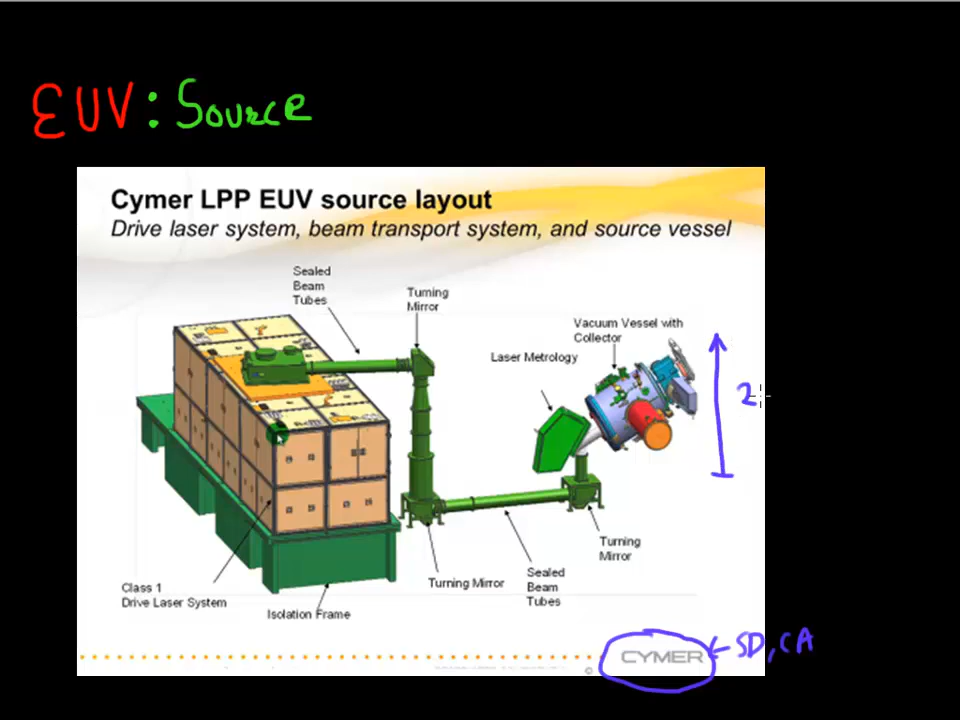 EUV: Source
Cymer LPP EUV source layout
Drive laser system, beam transport system, and source vessel
Sealed
Beam
Tubes
Turning
Mirror
Vacuum Vessel with
Collector
Laser Metrology
2
Turning
Mirror
Turning Mirror
Sealed
Beam
Tubes
Class 1
Drive Laser System
Isolation Frame
CYMER
SD, CA
©